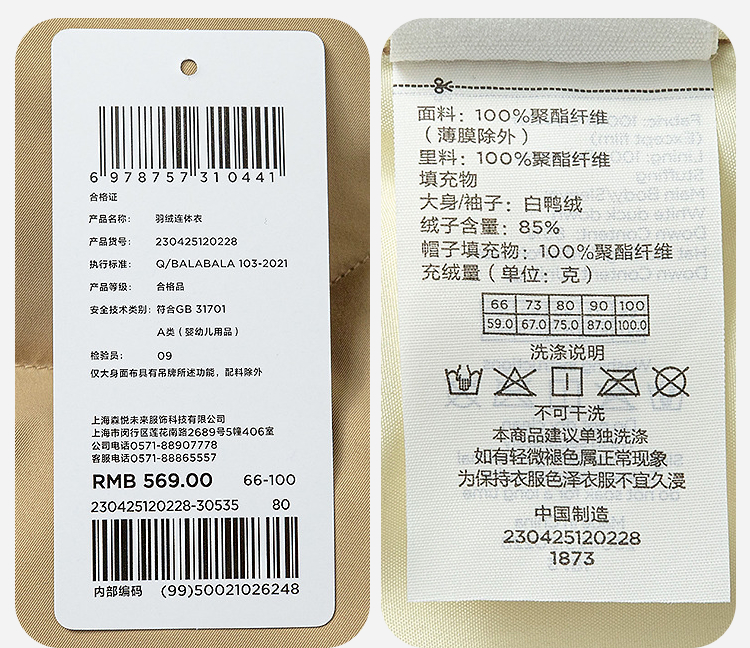 6 978757 310441
合格证
产品名称： 羽绒连体衣
产品货号： 230425120228
执行标准： Q/BALABALA 103-2021
产品等级： 合格品
安全技术类别：符合GB 31701
A类（婴幼儿用品）
检验员： 09
仅大身面布具有吊牌所述功能，配料除外
上海森悦未来服饰科技有限公司
上海市闵行区莲花南路2689号5幢406室
公司电话0571-88907778
客服电话0571-88865557
RMB 569.00 66-100
230425120228-30535 80
内部编码 (99)50021026248
面料：100%聚酯纤维
（薄膜除外）
里料：100%聚酯纤维
填充物
大身/袖子：白鸭绒
绒子含量：85%
帽子填充物：100%聚酯纤维
充绒量（单位：克）
66 73 80 90 100
59.0 67.0 75.0 87.0 100.0
洗涤说明
不可干洗
本商品建议单独洗涤
如有轻微褪色属正常现象
为保持衣服色泽衣服不宜久浸
中国制造
230425120228
1873